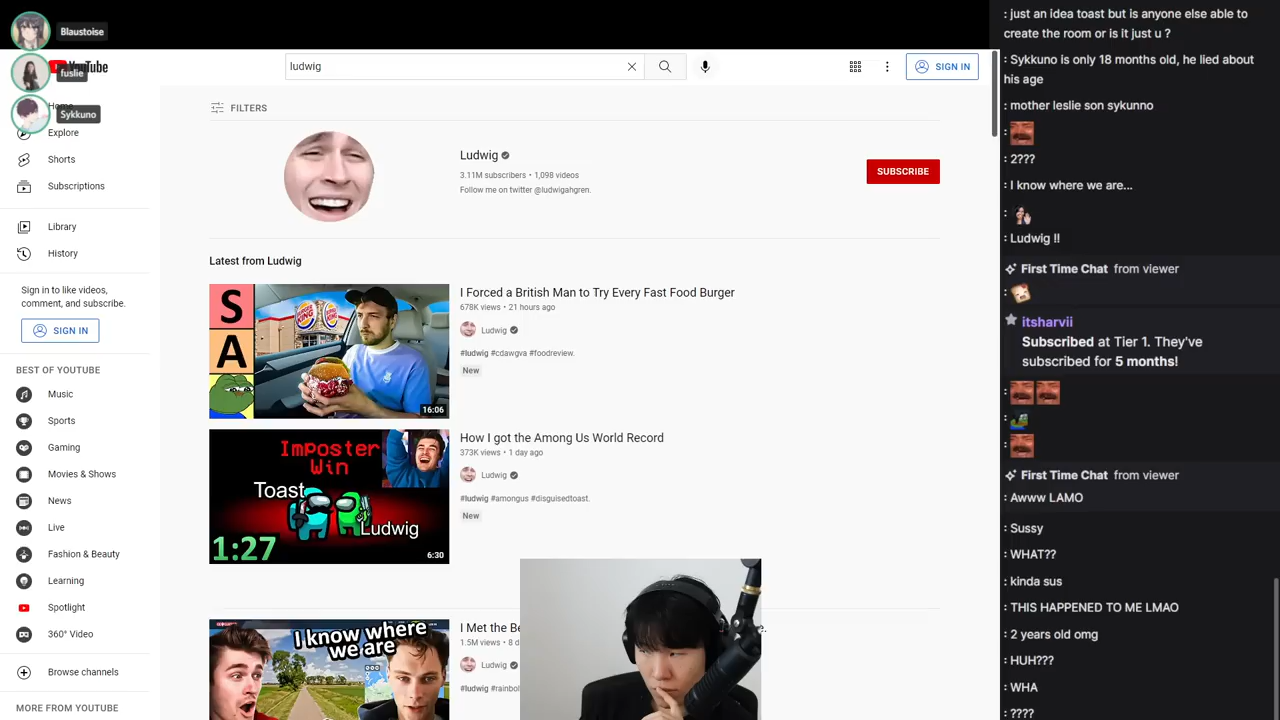 Blaustoise
fuslie
Sykkuno
YouTube
ludwig
SIGN IN
Home
Explore
Shorts
Subscriptions
Library
History
Sign in to like videos,
comment, and subscribe.
SIGN IN
BEST OF YOUTUBE
Music
Sports
Gaming
Movies & Shows
News
Live
Fashion & Beauty
Learning
Spotlight
360° Video
Browse channels
MORE FROM YOUTUBE
FILTERS
Ludwig
3.11M subscribers • 1,098 videos
Follow me on twitter @ludwigahgren.
SUBSCRIBE
Latest from Ludwig
S
A
BURGER KING
16:06
I Forced a British Man to Try Every Fast Food Burger
678K views • 21 hours ago
Ludwig
#ludwig #cdawgva #foodreview.
New
Imposter
Win
Toast
Ludwig
1:27
6:30
How I got the Among Us World Record
373K views • 1 day ago
Ludwig
#ludwig #amongus #disguisedtoast.
New
I know where
we are
I Met the
1.5M views • 8
Ludwig
: just an idea toast but is anyone else able to
create the room or is it just u ?
: Sykkuno is only 18 months old, he lied about
his age
: mother leslie son sykunno
: 2????
: I know where we are...
: Ludwig !!
First Time Chat from viewer
itsharvii
Subscribed at Tier 1. They've
subscribed for 5 months!
First Time Chat from viewer
: Awww LAMO
: Sussy
: WHAT??
: kinda sus
: THIS HAPPENED TO ME LMAO
: 2 years old omg
: HUH???
: WHA
: ????